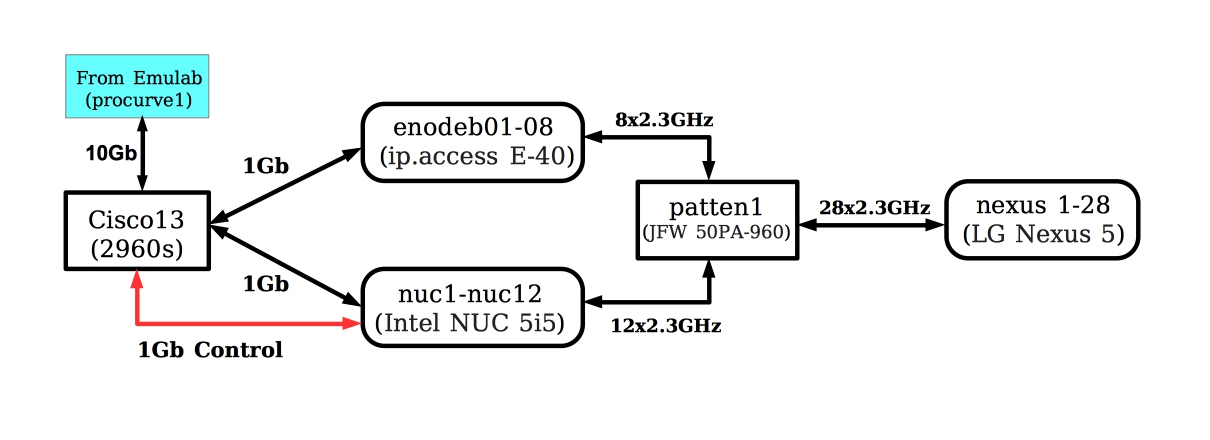 From Emulab
(procurve1)
10Gb
Cisco13
(2960s)
1Gb
1Gb
1Gb Control
enodeb01-08
(ip.access E-40)
nuc1-nuc12
(Intel NUC 5i5)
8x2.3GHz
12x2.3GHz
patten1
(JFW 50PA-960)
28x2.3GHz
nexus 1-28
(LG Nexus 5)